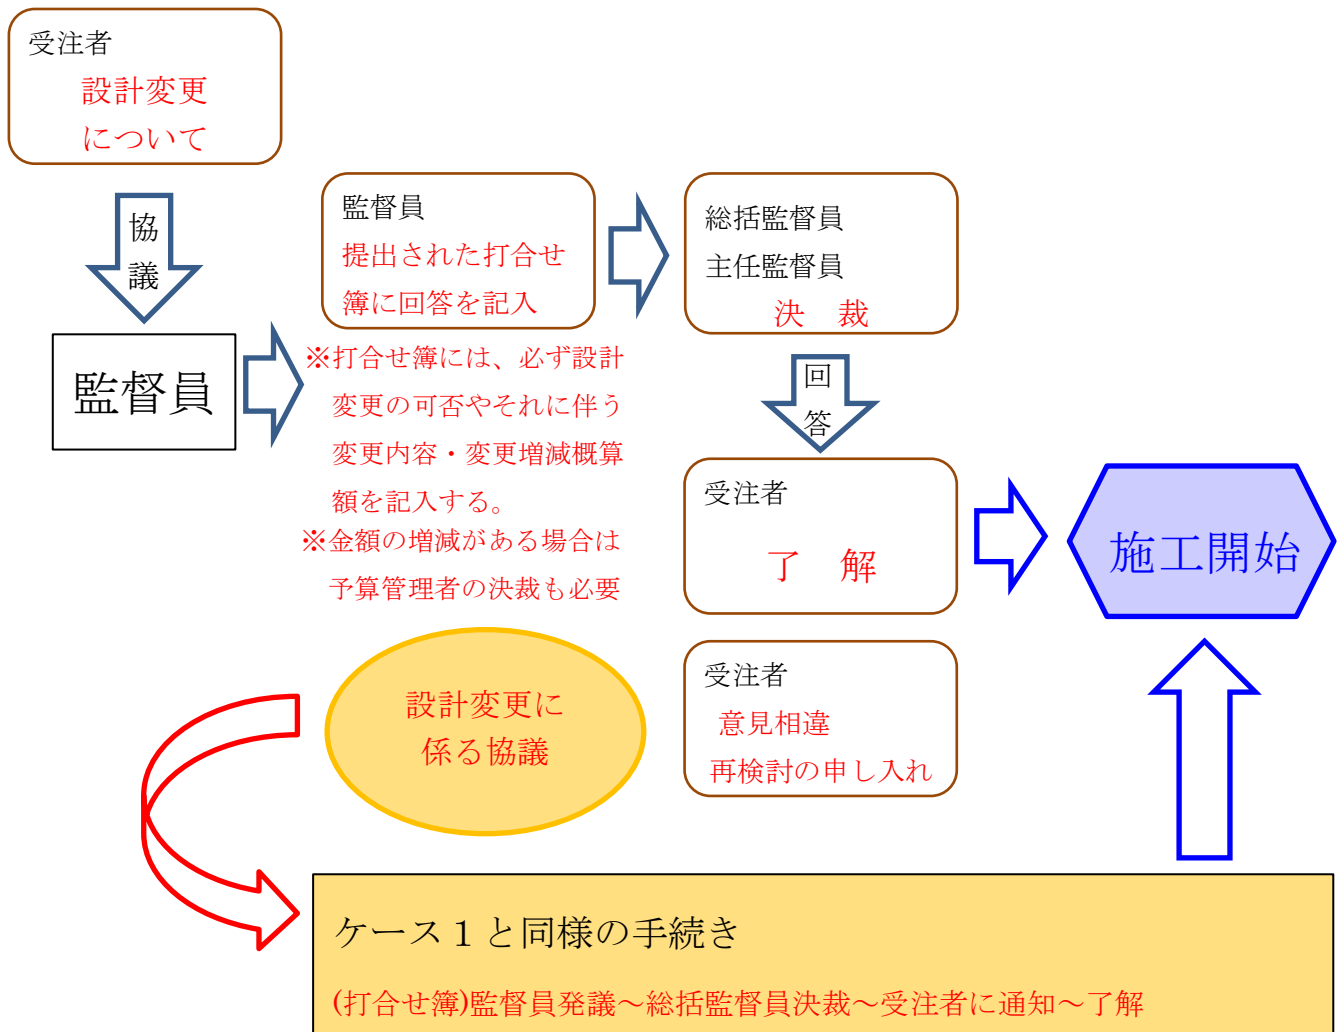 受注者
設計変更
について
協
議
監督員
監督員
提出された打合せ
簿に回答を記入
※打合せ簿には、必ず設計
変更の可否やそれに伴う
変更内容・変更増減概算
額を記入する。
※金額の増減がある場合は
予算管理者の決裁も必要
総括監督員
主任監督員
決　裁
回
答
受注者
了　解
施工開始
受注者
意見相違
再検討の申し入れ
設計変更に
係る協議
ケース１と同様の手続き
(打合せ簿)監督員発議～総括監督員決裁～受注者に通知～了解